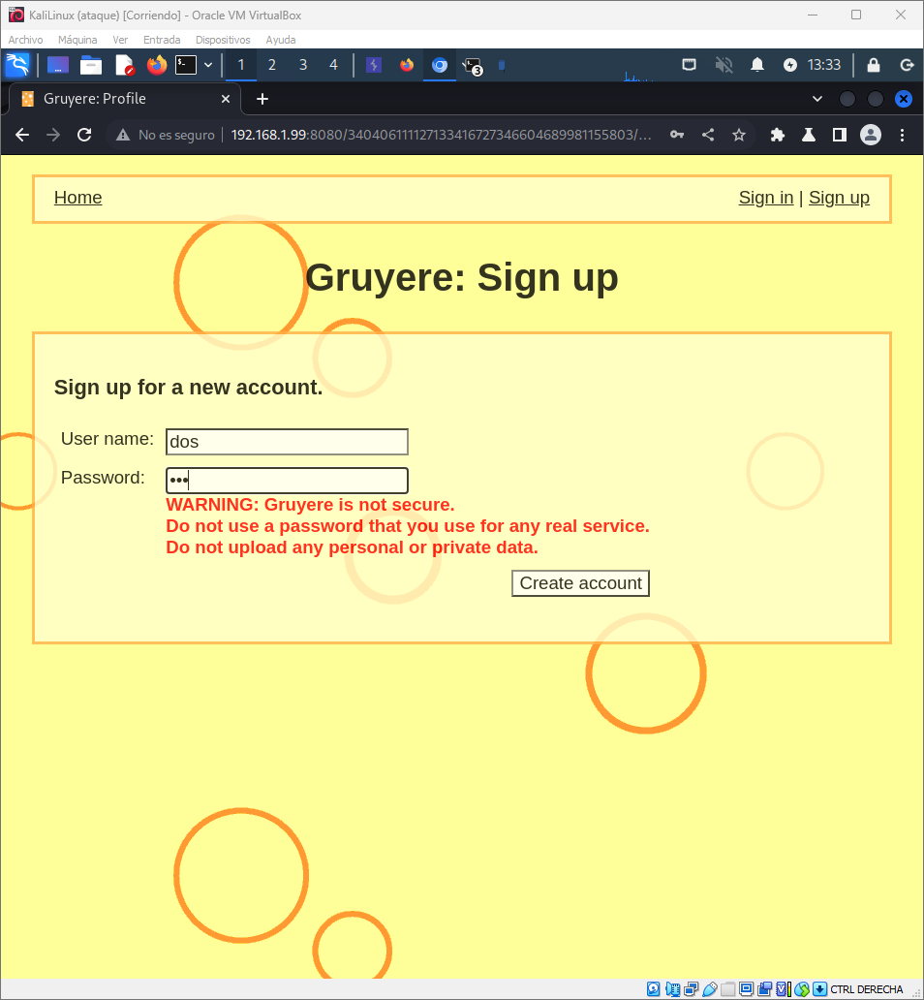 KaliLinux (ataque) [Corriendo] - Oracle VM VirtualBox
Archivo Máquina Ver Entrada Dispositivos Ayuda
1 2 3 4 3 13:33
Gruyere: Profile
No es seguro 192.168.1.99:8080/340406111127133416727346604689981155803/...
Home Sign in | Sign up
Gruyere: Sign up
Sign up for a new account.
User name: dos
Password: •••
WARNING: Gruyere is not secure.
Do not use a password that you use for any real service.
Do not upload any personal or private data.
Create account
CTRL DERECHA